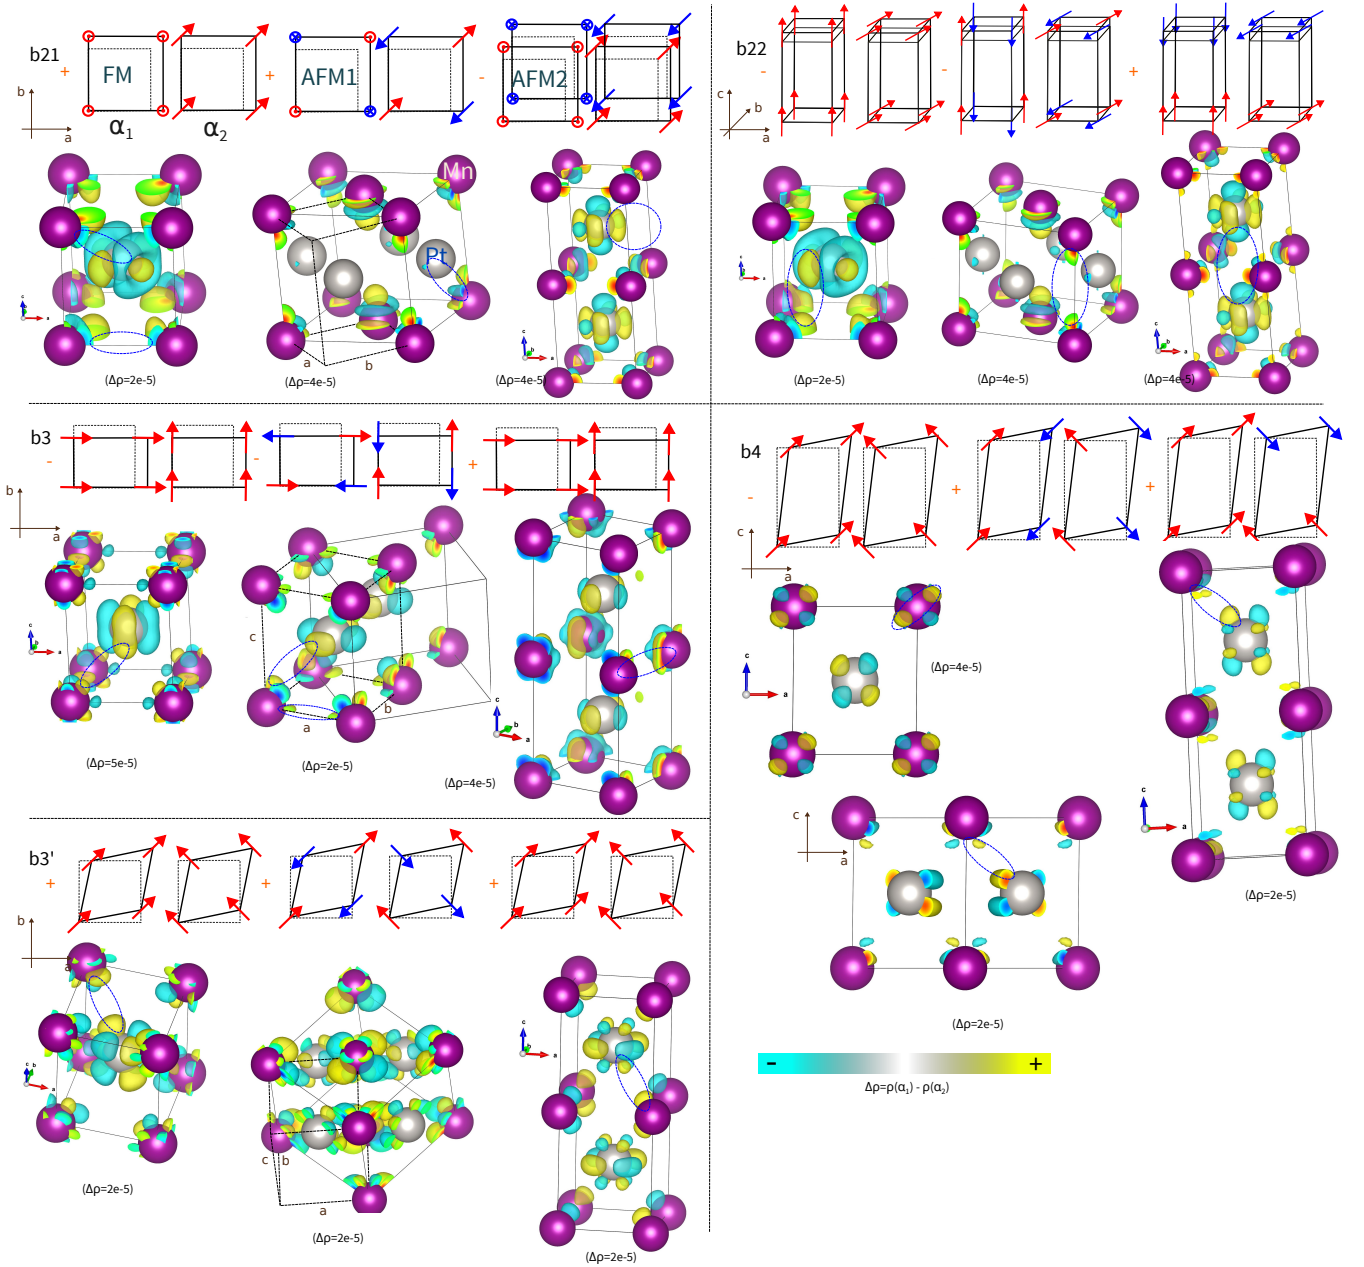 b21
+
FM
α₁
α₂
+
AFM1
-
AFM2
b
a
Mn
Pt
a
b
c
b
a
b
a
c
b
a
(Δρ=2e-5)
(Δρ=4e-5)
(Δρ=4e-5)
b22
-
-
+
c
b
a
c
b
a
c
b
a
c
b
a
(Δρ=2e-5)
(Δρ=4e-5)
(Δρ=4e-5)
b3
-
-
+
b
a
c
a
b
c
b
a
c
b
a
(Δρ=5e-5)
(Δρ=2e-5)
(Δρ=4e-5)
b4
-
+
+
c
a
c
a
(Δρ=4e-5)
c
a
c
a
(Δρ=2e-5)
(Δρ=2e-5)
b3'
+
+
+
b
a
c
b
a
c
b
a
c
b
a
(Δρ=2e-5)
(Δρ=2e-5)
(Δρ=2e-5)
-
+
Δρ=ρ(α₁) - ρ(α₂)